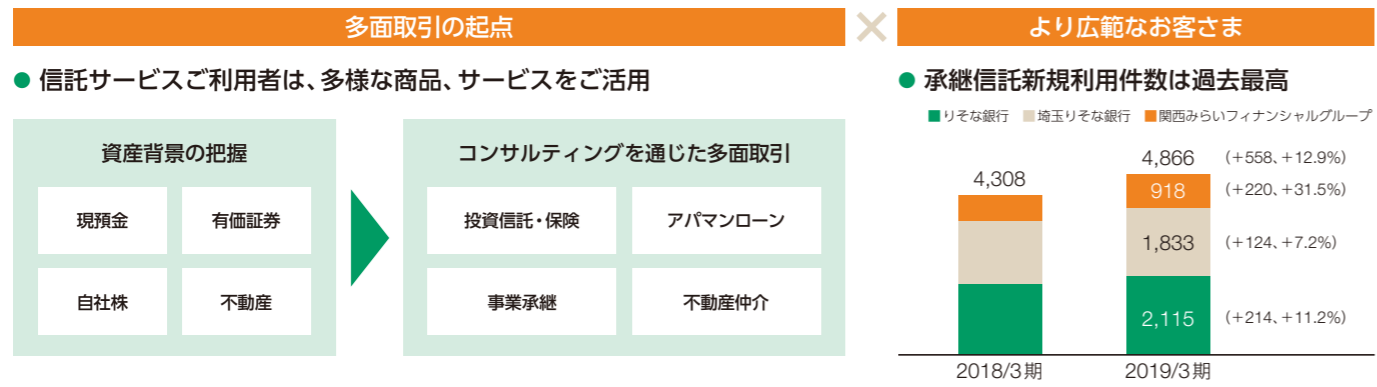 多面取引の起点
× より広範なお客さま
● 信託サービスご利用者は、多様な商品、サービスをご活用
資産背景の把握
現預金 有価証券
自社株 不動産
コンサルティングを通じた多面取引
投資信託・保険 アパマンローン
事業承継 不動産仲介
● 承継信託新規利用件数は過去最高
■りそな銀行 ■埼玉りそな銀行 ■関西みらいフィナンシャルグループ
4,308
4,866 (+558、+12.9%)
918 (+220、+31.5%)
1,833 (+124、+7.2%)
2,115 (+214、+11.2%)
2018/3期 2019/3期